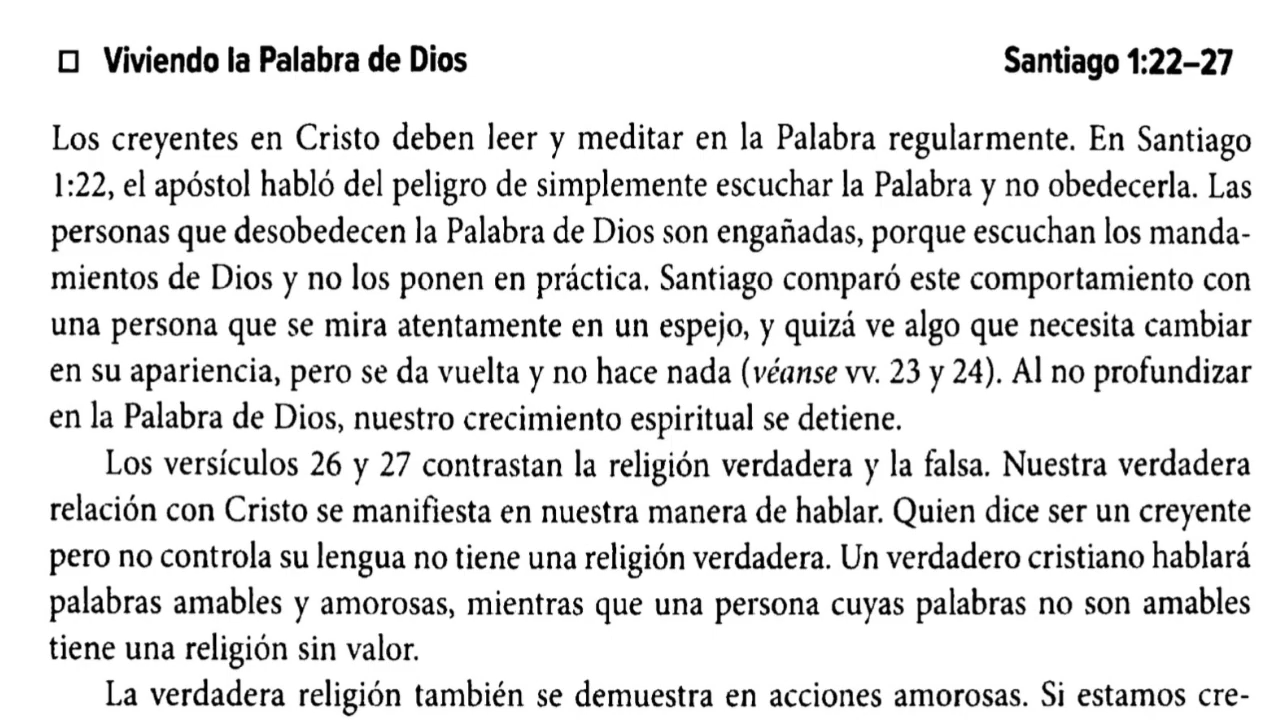 □ Viviendo la Palabra de Dios Santiago 1:22–27
Los creyentes en Cristo deben leer y meditar en la Palabra regularmente. En Santiago
1:22, el apóstol habló del peligro de simplemente escuchar la Palabra y no obedecerla. Las
personas que desobedecen la Palabra de Dios son engañadas, porque escuchan los manda-
mientos de Dios y no los ponen en práctica. Santiago comparó este comportamiento con
una persona que se mira atentamente en un espejo, y quizá ve algo que necesita cambiar
en su apariencia, pero se da vuelta y no hace nada (véanse vv. 23 y 24). Al no profundizar
en la Palabra de Dios, nuestro crecimiento espiritual se detiene.
Los versículos 26 y 27 contrastan la religión verdadera y la falsa. Nuestra verdadera
relación con Cristo se manifiesta en nuestra manera de hablar. Quien dice ser un creyente
pero no controla su lengua no tiene una religión verdadera. Un verdadero cristiano hablará
palabras amables y amorosas, mientras que una persona cuyas palabras no son amables
tiene una religión sin valor.
La verdadera religión también se demuestra en acciones amorosas. Si estamos cre-